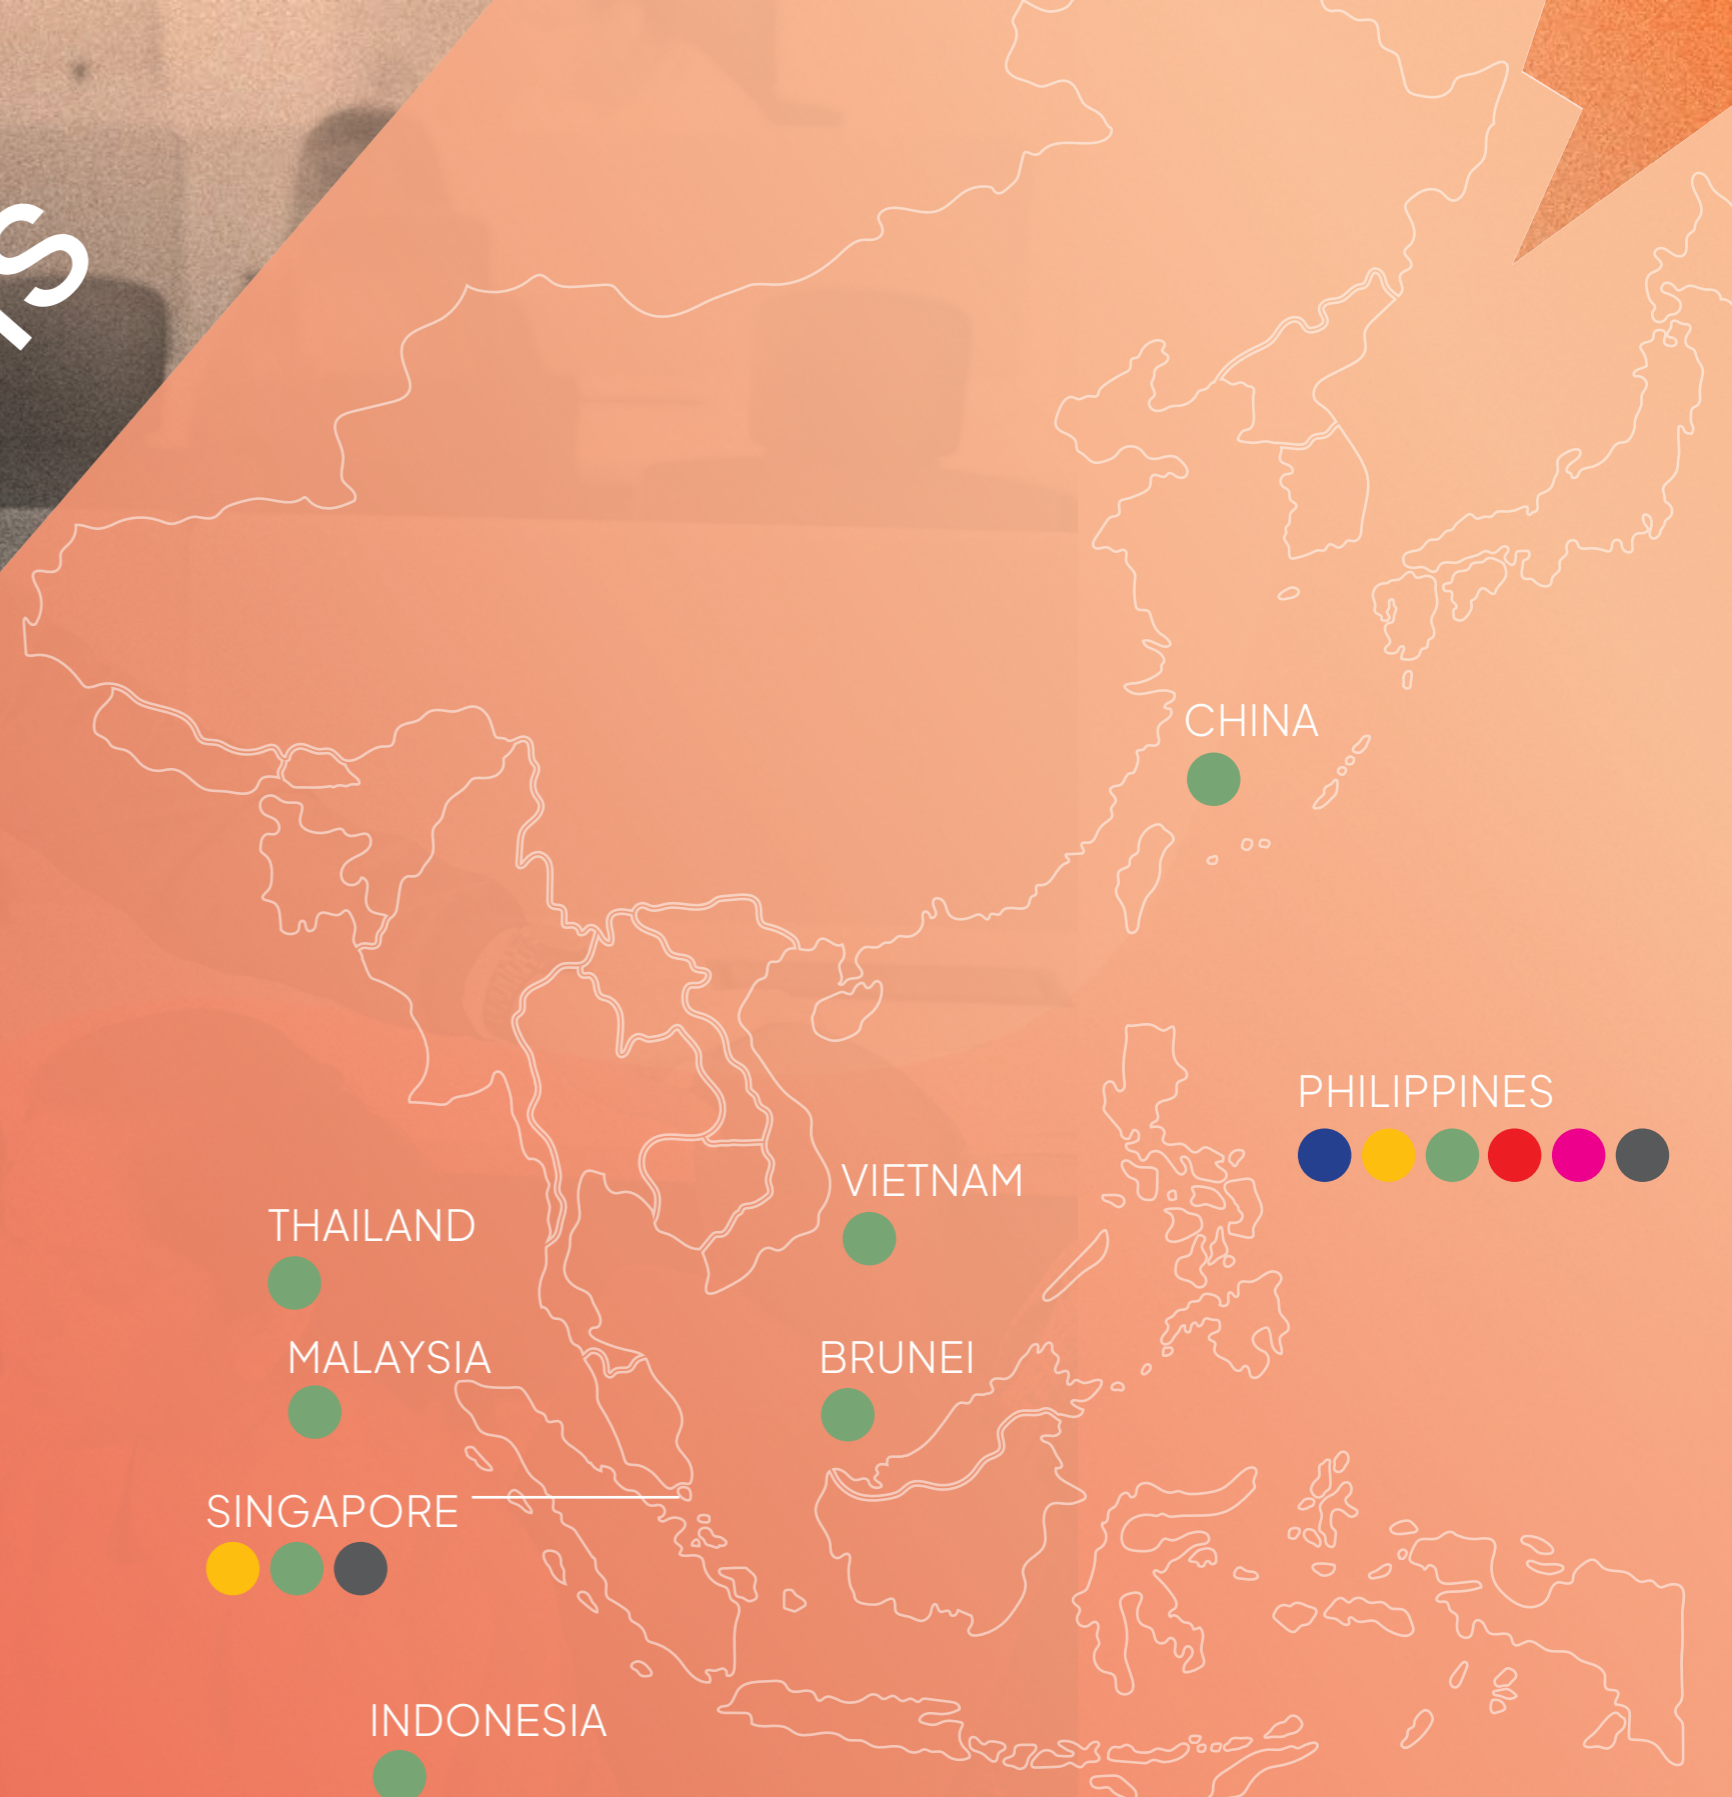 CHINA
PHILIPPINES
VIETNAM
THAILAND
MALAYSIA
BRUNEI
SINGAPORE
INDONESIA